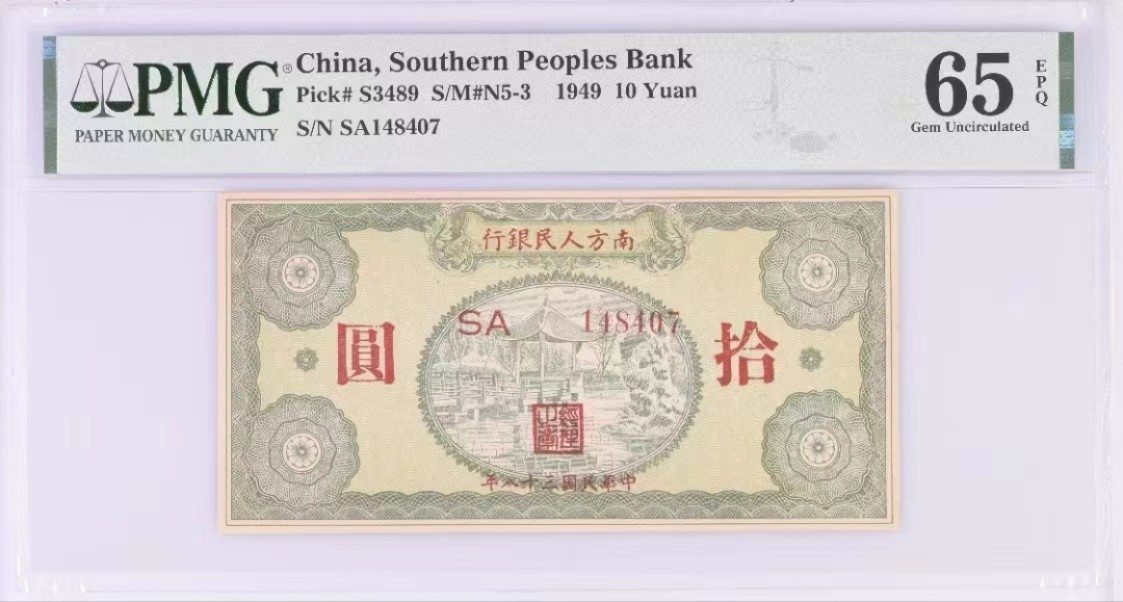 PMG®
PAPER MONEY GUARANTY
China, Southern Peoples Bank
Pick# S3489 S/M#N5-3 1949 10 Yuan
S/N SA148407
65
EPQ
Gem Uncirculated
行銀民人方南
SA 148407
圓 拾
年八十三國民華中